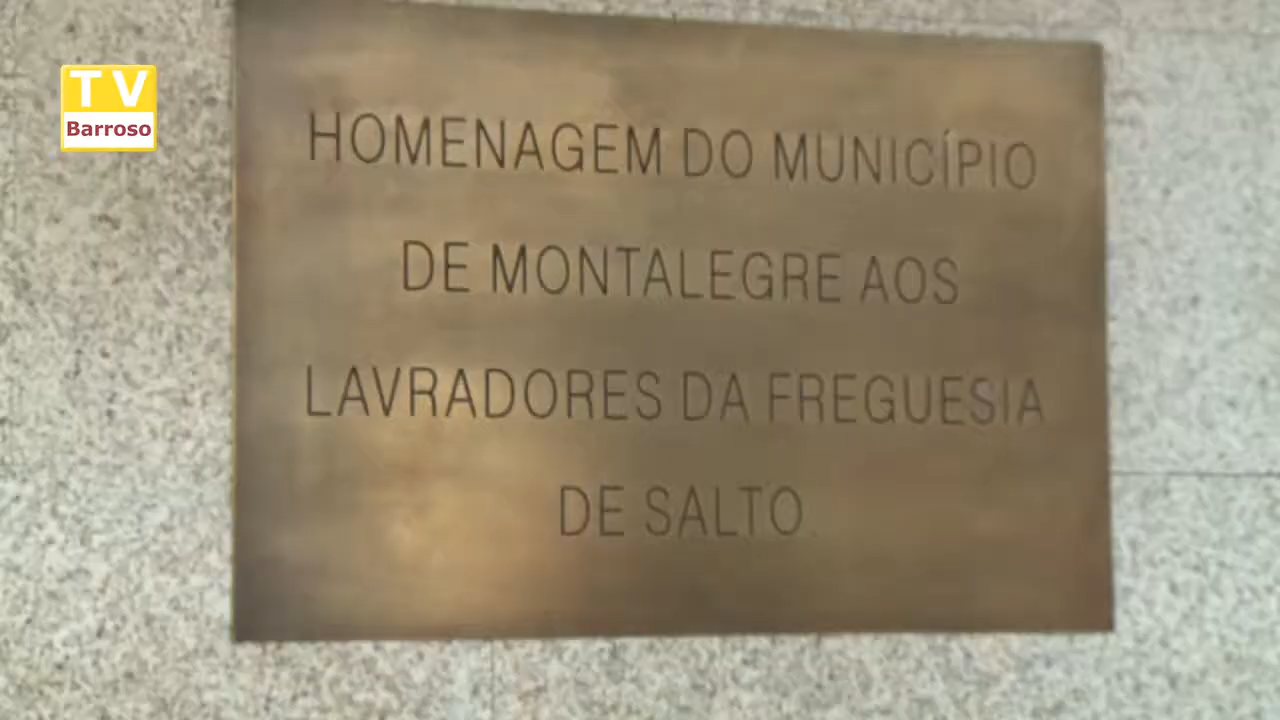 TV
Barroso
HOMENAGEM DO MUNICÍPIO
DE MONTALEGRE AOS
LAVRADORES DA FREGUESIA
DE SALTO